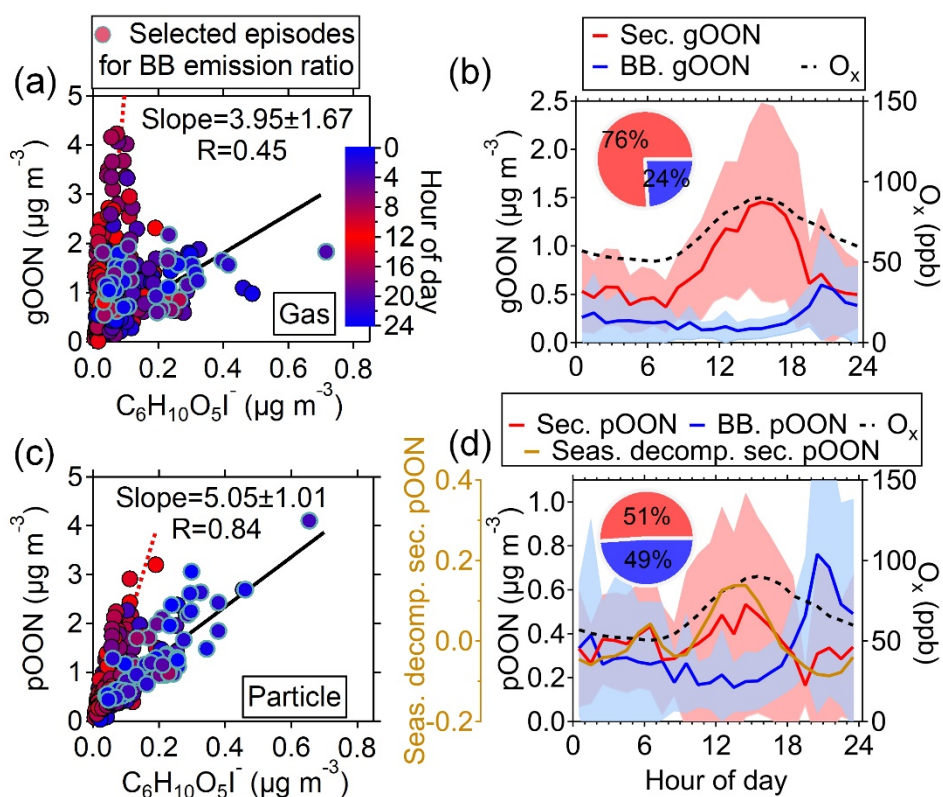 Selected episodes
for BB emission ratio
(a)
5
4
3
2
1
0
gOON (µg m⁻³)
Slope=3.95±1.67
R=0.45
0
4
8
12
16
20
24
Hour of day
Gas
0.0 0.2 0.4 0.6 0.8
C₆H₁₀O₅I⁻ (µg m⁻³)
(b)
Sec. gOON
BB. gOON
Oₓ
2.5
2.0
1.5
1.0
0.5
0.0
gOON (µg m⁻³)
76%
24%
150
100
50
0
Oₓ (ppb)
0 6 12 18 24
Hour of day
(c)
5
4
3
2
1
0
pOON (µg m⁻³)
Slope=5.05±1.01
R=0.84
Particle
0.0 0.2 0.4 0.6 0.8
C₆H₁₀O₅I⁻ (µg m⁻³)
(d)
Sec. pOON BB. pOON Oₓ
Seas. decomp. sec. pOON
0.4
0.2
0.0
-0.2
Seas. decomp. sec. pOON
1.0
0.8
0.6
0.4
0.2
0.0
pOON (µg m⁻³)
51%
49%
150
100
50
0
Oₓ (ppb)
0 6 12 18 24
Hour of day